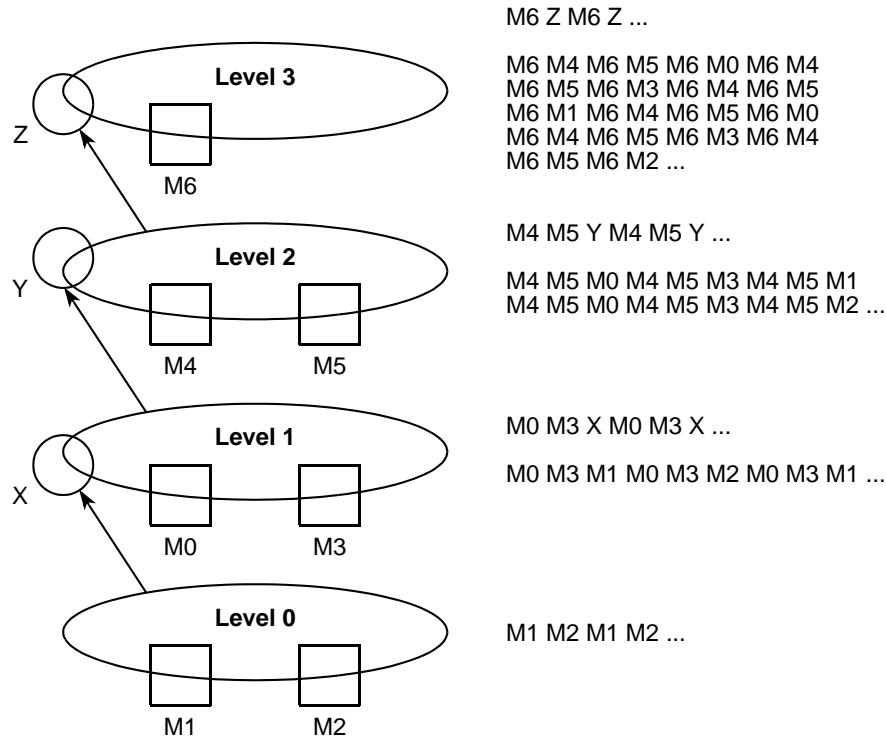 M6 Z M6 Z ...
Level 3
Z
M6
M6 M4 M6 M5 M6 M0 M6 M4
M6 M5 M6 M3 M6 M4 M6 M5
M6 M1 M6 M4 M6 M5 M6 M0
M6 M4 M6 M5 M6 M3 M6 M4
M6 M5 M6 M2 ...
Level 2
Y
M4 M5
M4 M5 Y M4 M5 Y ...
M4 M5 M0 M4 M5 M3 M4 M5 M1
M4 M5 M0 M4 M5 M3 M4 M5 M2 ...
Level 1
X
M0 M3
M0 M3 X M0 M3 X ...
M0 M3 M1 M0 M3 M2 M0 M3 M1 ...
Level 0
M1 M2
M1 M2 M1 M2 ...